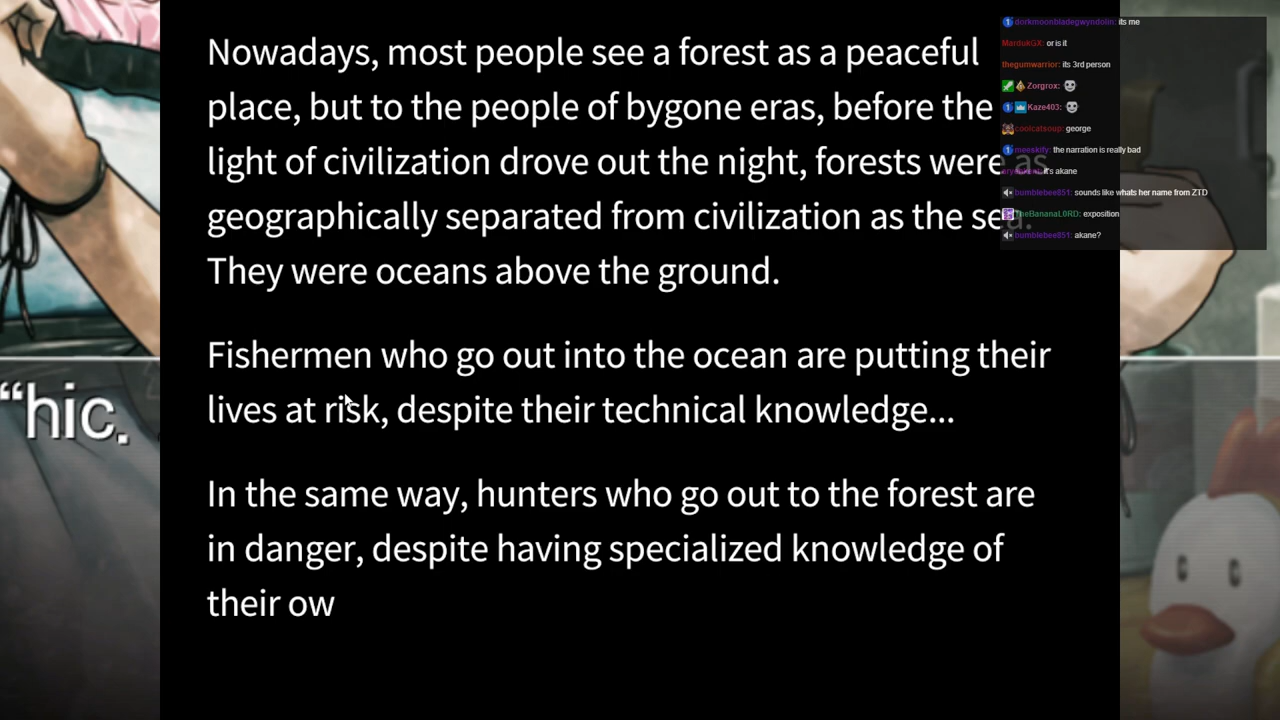 Nowadays, most people see a forest as a peaceful
place, but to the people of bygone eras, before the
light of civilization drove out the night, forests were as
geographically separated from civilization as the sea.
They were oceans above the ground.
Fishermen who go out into the ocean are putting their
lives at risk, despite their technical knowledge...
In the same way, hunters who go out to the forest are
in danger, despite having specialized knowledge of
their ow
“hic.
dorkmoonbladegwyndolin: its me
MardukGX: or is it
thegumwarrior: its 3rd person
Zorgrox:
Kaze403:
coolcatsoup: george
meeskify: the narration is really bad
it's akane
bumblebee851: sounds like whats her name from ZTD
TheBananaL0RD: exposition
bumblebee851: akane?